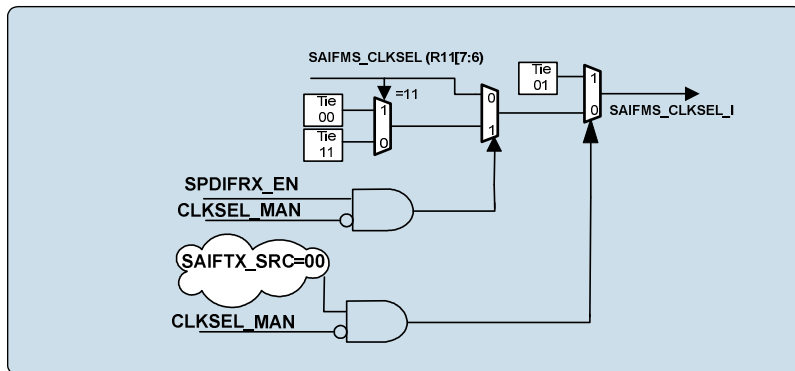 SAIFMS_CLKSEL (R11[7:6)
=11
Tie
00
Tie
11
1
0
0
1
Tie
01
1
0
SAIFMS_CLKSEL_I
SPDIFRX_EN
CLKSEL_MAN
SAIFTX_SRC=00
CLKSEL_MAN